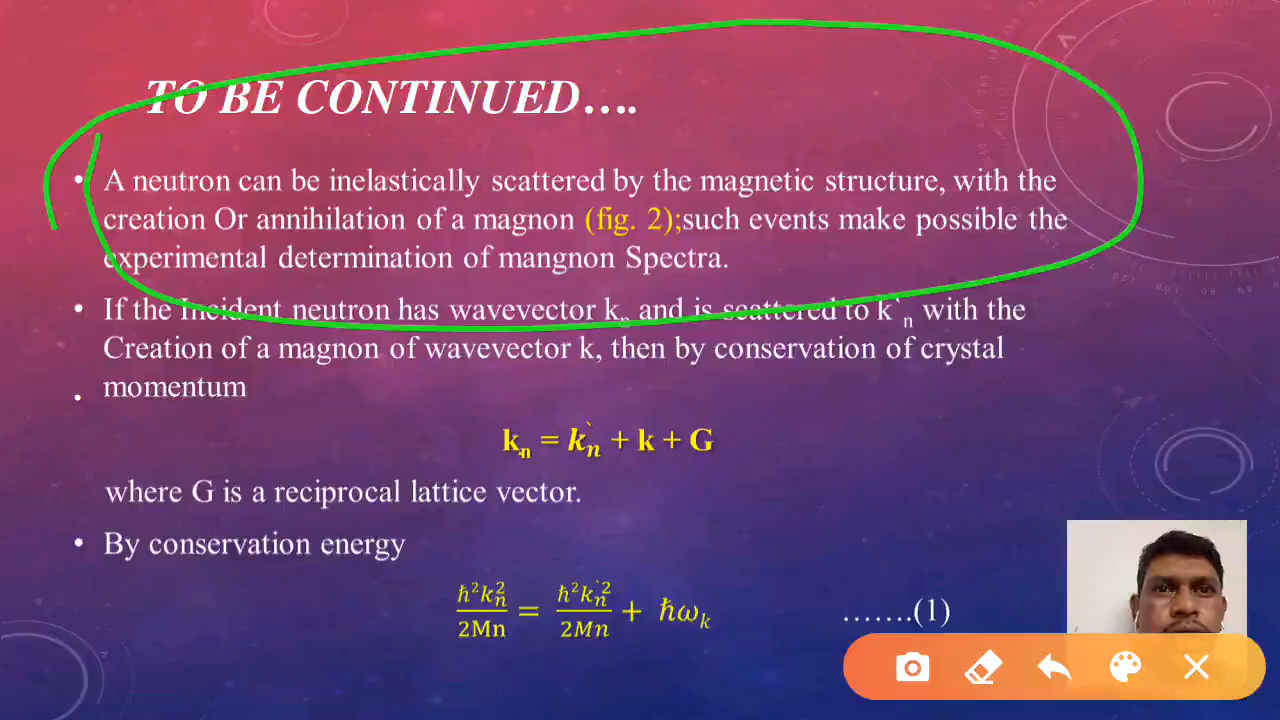 TO BE CONTINUED….
• A neutron can be inelastically scattered by the magnetic structure, with the
creation Or annihilation of a magnon (fig. 2);such events make possible the
experimental determination of mangnon Spectra.
• If the Incident neutron has wavevector kₙ and is scattered to k`ₙ with the
Creation of a magnon of wavevector k, then by conservation of crystal
• momentum
kₙ = k`ₙ + k + G
where G is a reciprocal lattice vector.
• By conservation energy
ħ²kₙ²/2Mn = ħ²kₙ`²/2Mn + ħωₖ …….(1)